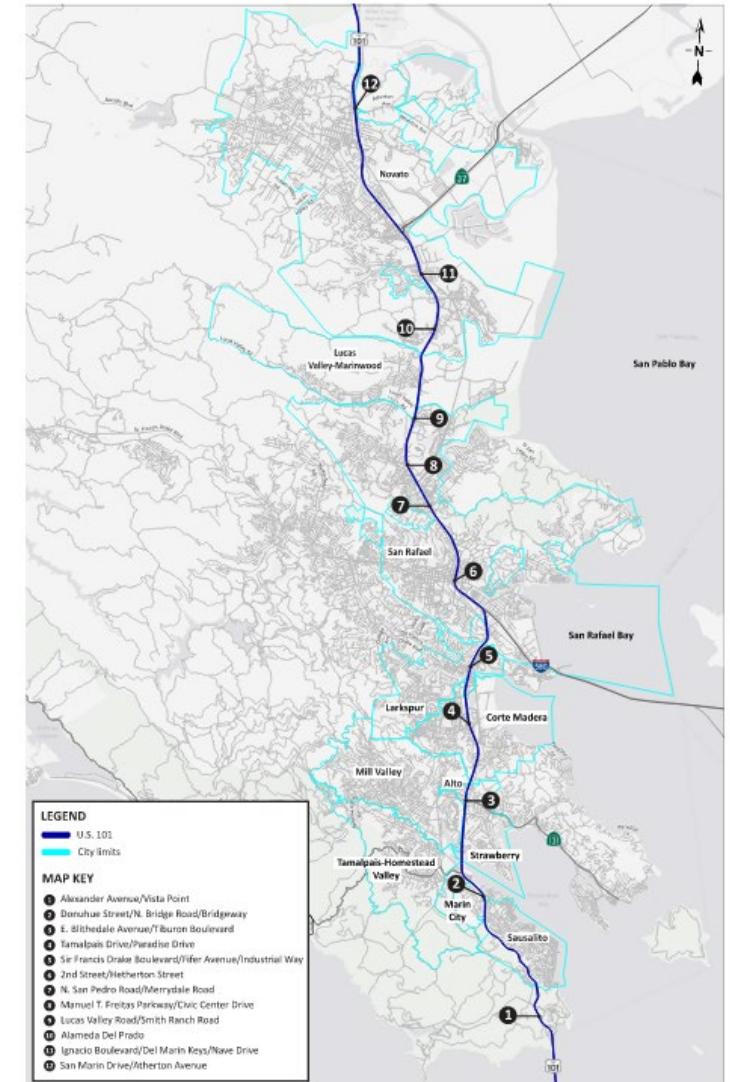 101
N
12
Novato
37
11
10
Lucas
Valley-Marinwood
San Pablo Bay
9
8
7
San Rafael
6
San Rafael Bay
580
5
Larkspur
4
Corte Madera
Mill Valley
Alto
3
131
Strawberry
Tamalpais-Homestead
Valley
2
Marin
City
Sausalito
1
101
LEGEND
U.S. 101
City limits
MAP KEY
1 Alexander Avenue/Vista Point
2 Donuhue Street/N. Bridge Road/Bridgeway
3 E. Blithedale Avenue/Tiburon Boulevard
4 Tamalpais Drive/Paradise Drive
5 Sir Francis Drake Boulevard/Fifer Avenue/Industrial Way
6 2nd Street/Hetherton Street
7 N. San Pedro Road/Merrydale Road
8 Manuel T. Freitas Parkway/Civic Center Drive
9 Lucas Valley Road/Smith Ranch Road
10 Alameda Del Prado
11 Ignacio Boulevard/Del Marin Keys/Nave Drive
12 San Marin Drive/Atherton Avenue